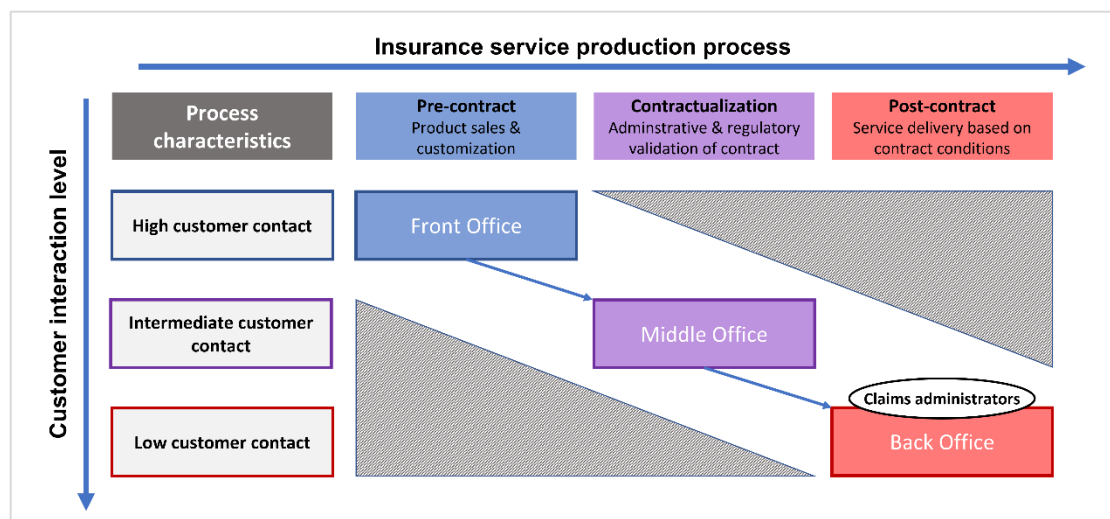 Insurance service production process
Customer interaction level
Process
characteristics
Pre-contract
Product sales &
customization
Contractualization
Adminstrative & regulatory
validation of contract
Post-contract
Service delivery based on
contract conditions
High customer contact
Front Office
Intermediate customer
contact
Middle Office
Claims administrators
Low customer contact
Back Office